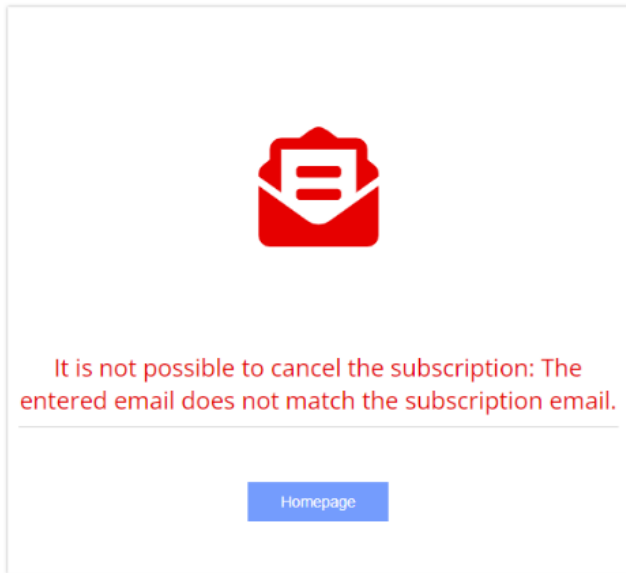 It is not possible to cancel the subscription: The
entered email does not match the subscription email.
Homepage